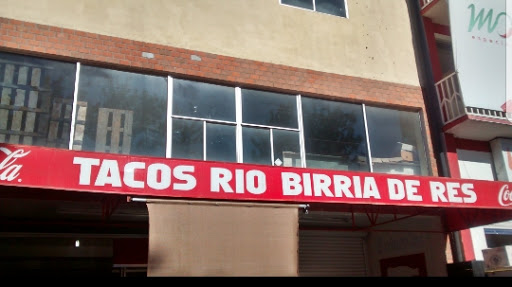 TACOS RIO BIRRIA DE RES